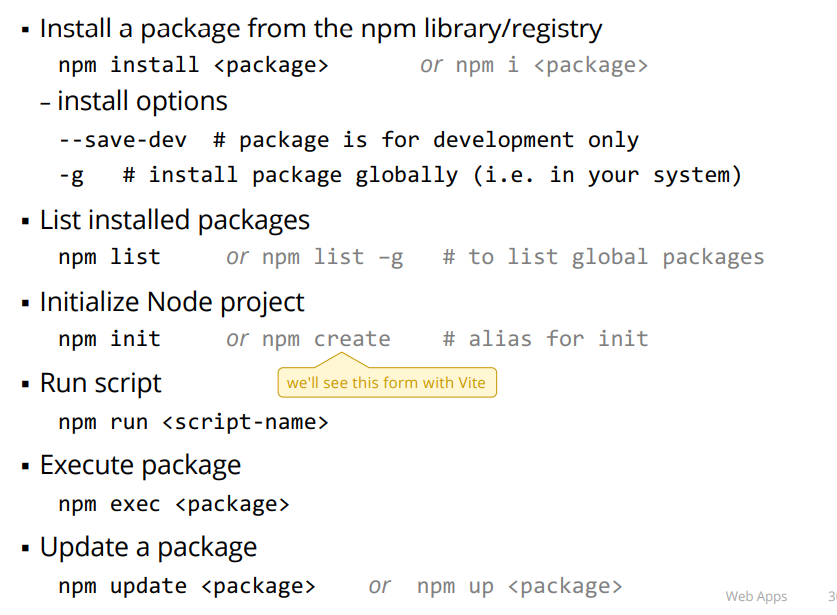 ▪ Install a package from the npm library/registry
npm install <package> or npm i <package>
– install options
--save-dev # package is for development only
-g # install package globally (i.e. in your system)
▪ List installed packages
npm list or npm list –g # to list global packages
▪ Initialize Node project
npm init or npm create # alias for init
we'll see this form with Vite
▪ Run script
npm run <script-name>
▪ Execute package
npm exec <package>
▪ Update a package
npm update <package> or npm up <package>
Web Apps